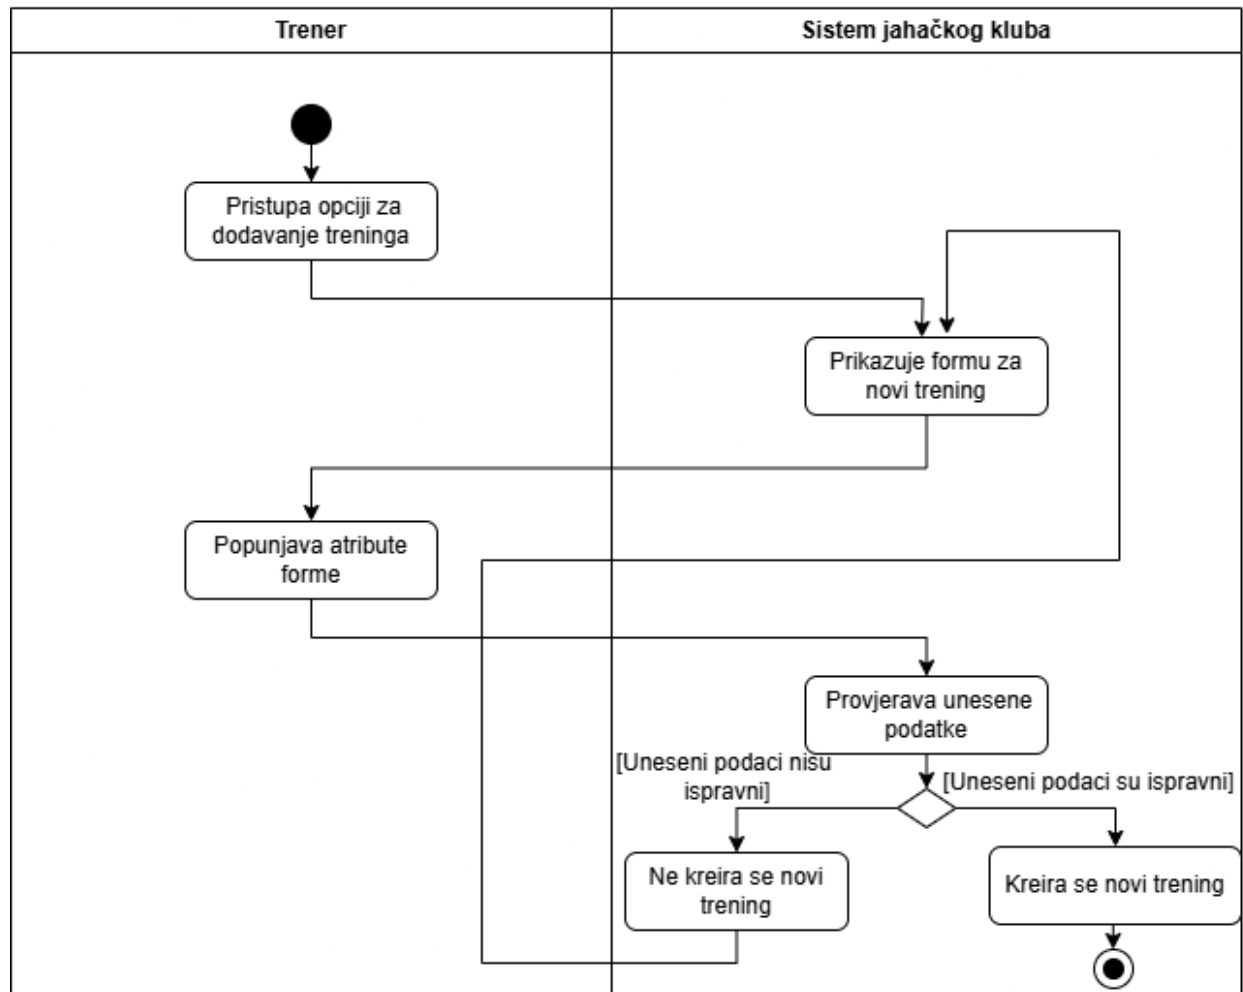 Trener
Sistem jahačkog kluba
Pristupa opciji za
dodavanje treninga
Prikazuje formu za
novi trening
Popunjava atribute
forme
Provjerava unesene
podatke
[Uneseni podaci nisu
ispravni]
[Uneseni podaci su ispravni]
Ne kreira se novi
trening
Kreira se novi trening